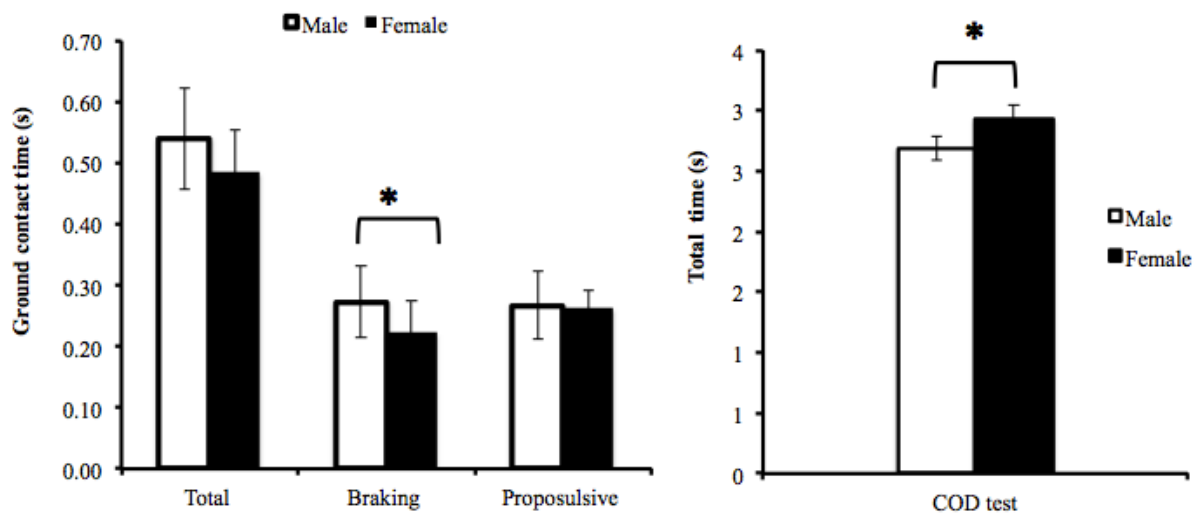 Male Female
Ground contact time (s)
0.70
0.60
0.50
0.40
0.30
0.20
0.10
0.00
*
Total Braking Proposulsive
Total time (s)
4
3
3
2
2
1
1
0
*
Male
Female
COD test